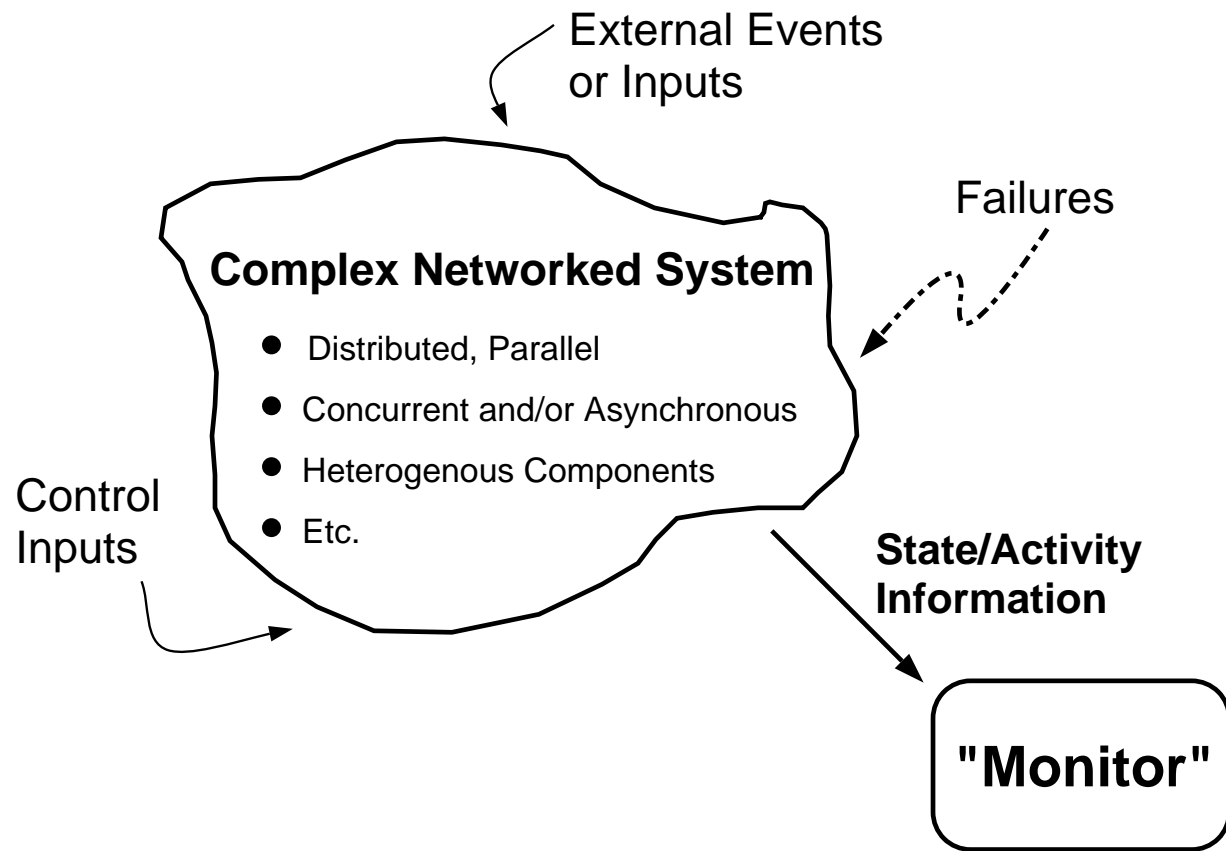 External Events
or Inputs
Failures
Complex Networked System
● Distributed, Parallel
● Concurrent and/or Asynchronous
● Heterogenous Components
● Etc.
Control
Inputs
State/Activity
Information
"Monitor"